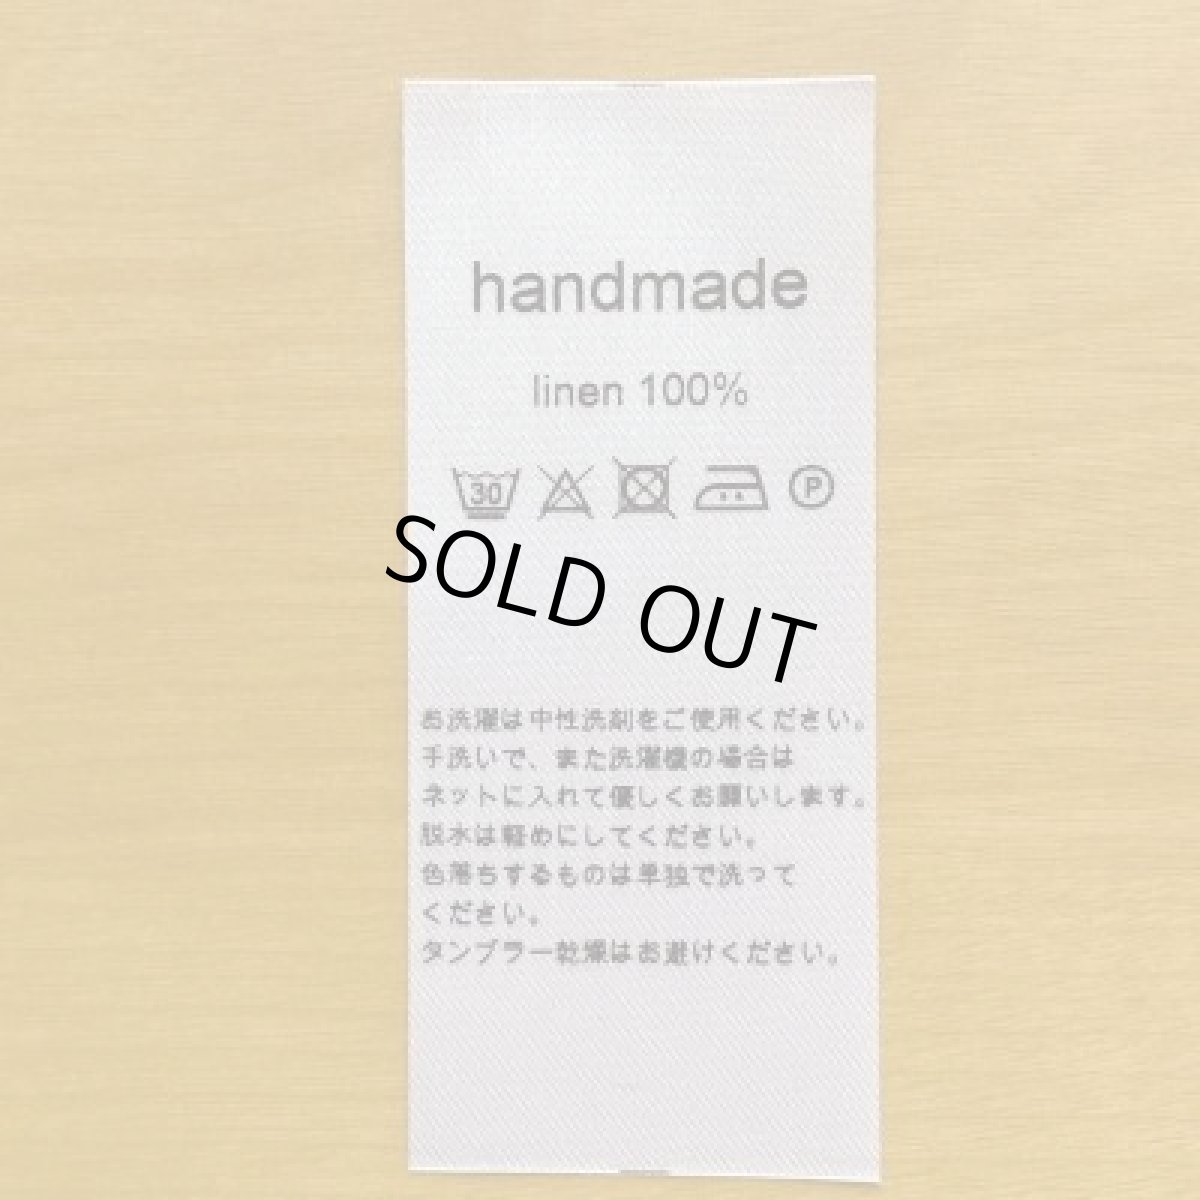 handmade
linen 100%
30 P
SOLD OUT
お洗濯は中性洗剤をご使用ください。
手洗いで、また洗濯機の場合は
ネットに入れて優しくお願いします。
脱水は軽めにしてください。
色落ちするものは単独で洗って
ください。
タンブラー乾燥はお避けください。